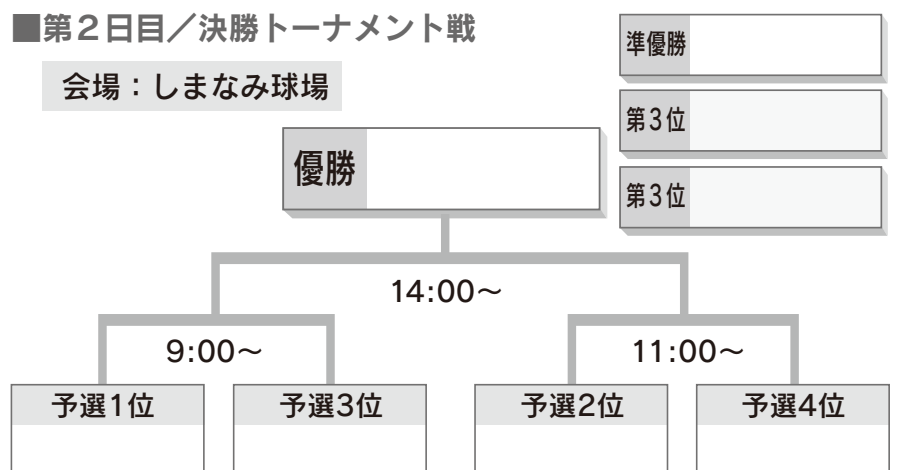 ■第2日目／決勝トーナメント戦
会場：しまなみ球場
準優勝
第3位
第3位
優勝
14:00～
9:00～
11:00～
予選1位
予選3位
予選2位
予選4位